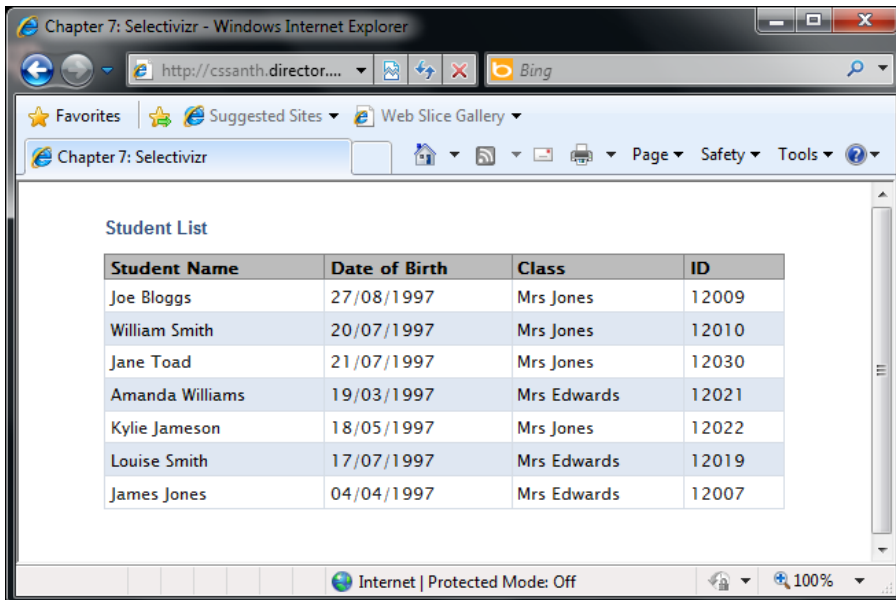 Chapter 7: Selectivizr - Windows Internet Explorer
http://cssanth.director.... Bing
Favorites Suggested Sites Web Slice Gallery
Chapter 7: Selectivizr Page Safety Tools
Student List
Student Name Date of Birth Class ID
Joe Bloggs 27/08/1997 Mrs Jones 12009
William Smith 20/07/1997 Mrs Jones 12010
Jane Toad 21/07/1997 Mrs Jones 12030
Amanda Williams 19/03/1997 Mrs Edwards 12021
Kylie Jameson 18/05/1997 Mrs Jones 12022
Louise Smith 17/07/1997 Mrs Edwards 12019
James Jones 04/04/1997 Mrs Edwards 12007
Internet | Protected Mode: Off 100%